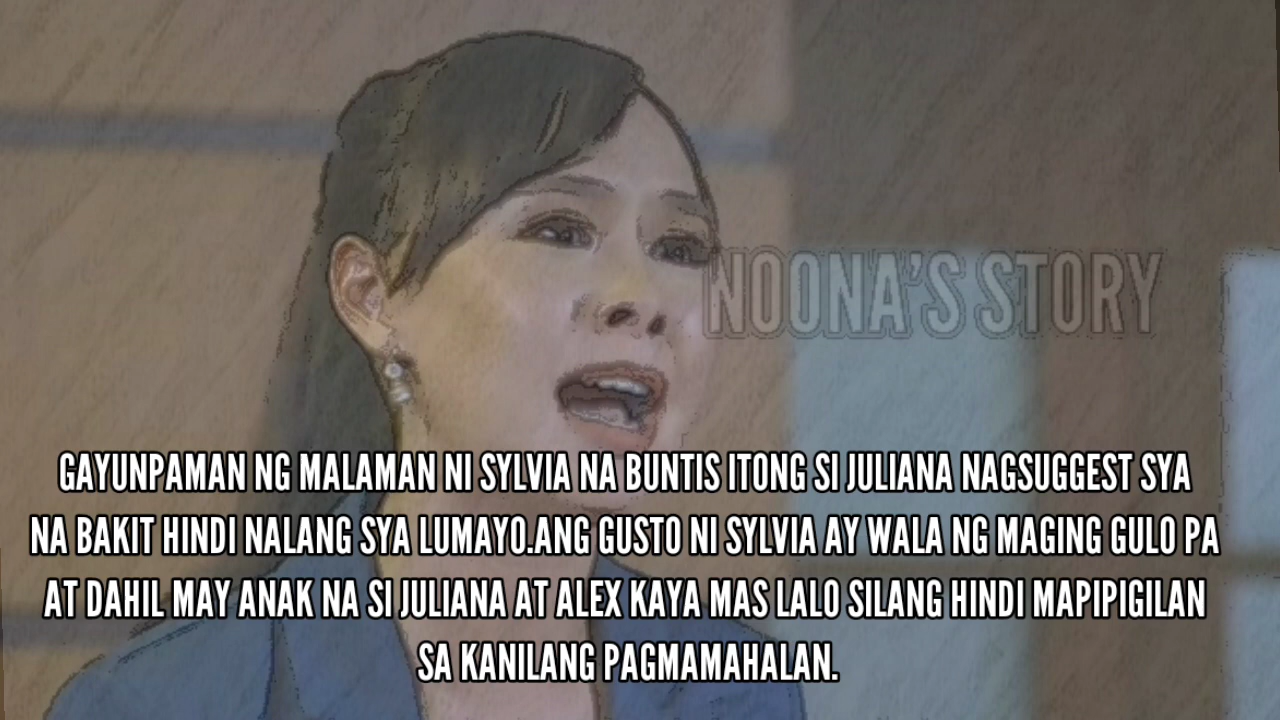 NOONA'S STORY
GAYUNPAMAN NG MALAMAN NI SYLVIA NA BUNTIS ITONG SI JULIANA NAGSUGGEST SYA
NA BAKIT HINDI NALANG SYA LUMAYO.ANG GUSTO NI SYLVIA AY WALA NG MAGING GULO PA
AT DAHIL MAY ANAK NA SI JULIANA AT ALEX KAYA MAS LALO SILANG HINDI MAPIPIGILAN
SA KANILANG PAGMAMAHALAN.